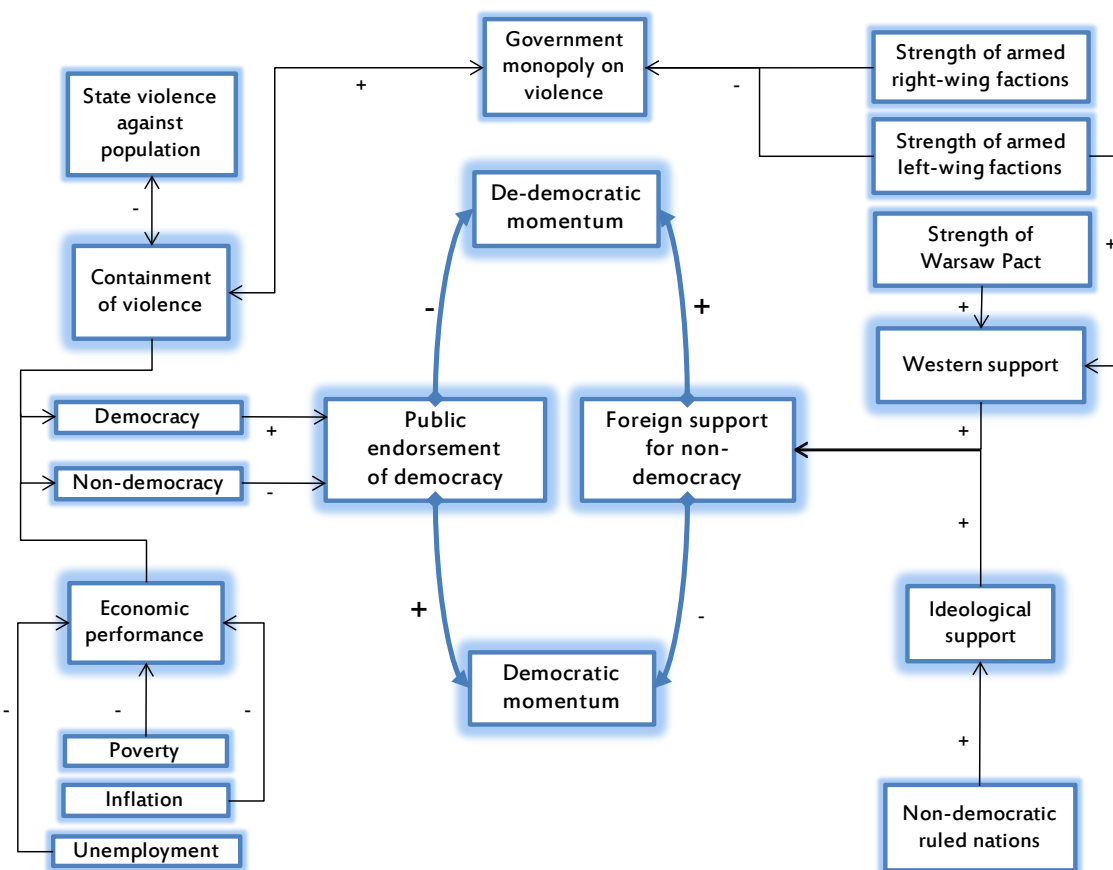 Government
monopoly on
violence
Strength of armed
right-wing factions
State violence
against
population
+
-
Strength of armed
left-wing factions
De-democratic
momentum
-
Strength of
Warsaw Pact
+
Containment
of violence
-
+
+
Western support
Democracy
+
Public
endorsement
of democracy
Foreign support
for non-
democracy
+
Non-democracy
-
+
Economic
performance
+
-
Ideological
support
Democratic
momentum
-
-
-
+
Poverty
Inflation
Non-democratic
ruled nations
Unemployment